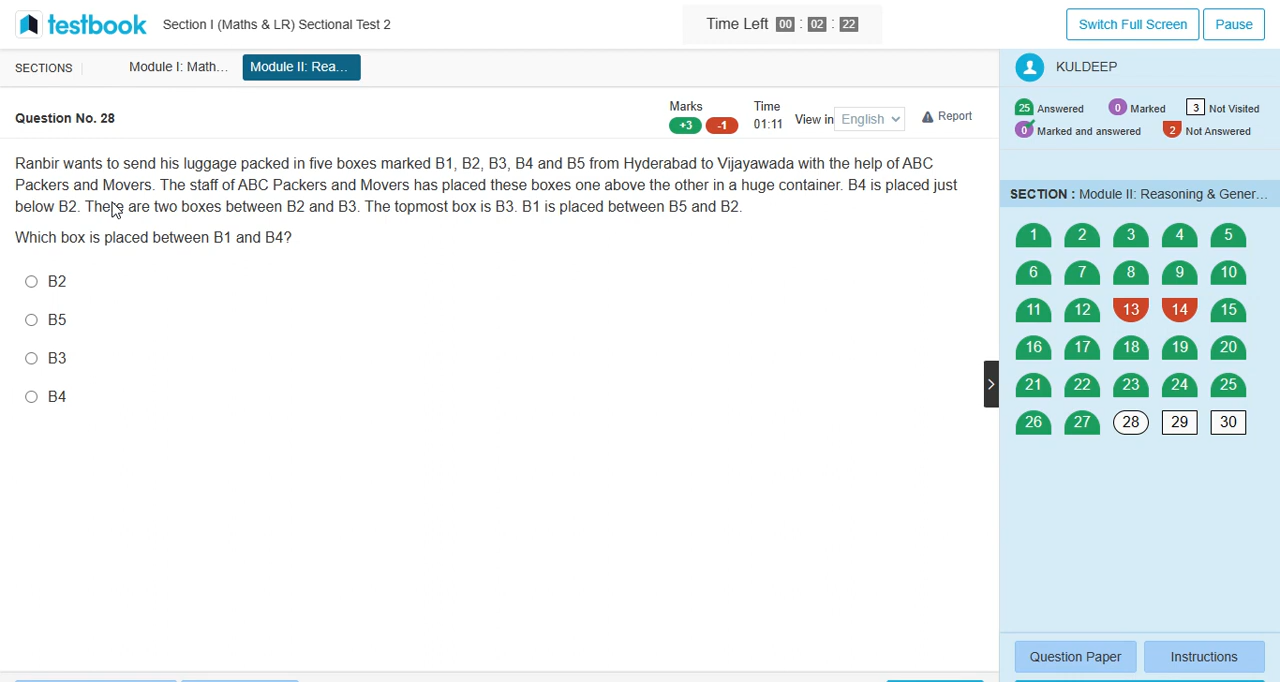 testbook Section I (Maths & LR) Sectional Test 2 Time Left 00 : 02 : 22 Switch Full Screen Pause
SECTIONS Module I: Math... Module II: Rea... KULDEEP
Question No. 28 Marks +3 -1 Time 01:11 View in English Report
25 Answered 0 Marked 3 Not Visited
0 Marked and answered 2 Not Answered
Ranbir wants to send his luggage packed in five boxes marked B1, B2, B3, B4 and B5 from Hyderabad to Vijayawada with the help of ABC
Packers and Movers. The staff of ABC Packers and Movers has placed these boxes one above the other in a huge container. B4 is placed just
below B2. There are two boxes between B2 and B3. The topmost box is B3. B1 is placed between B5 and B2.
Which box is placed between B1 and B4?
B2
B5
B3
B4
SECTION : Module II: Reasoning & Gener...
1 2 3 4 5
6 7 8 9 10
11 12 13 14 15
16 17 18 19 20
21 22 23 24 25
26 27 28 29 30
Question Paper Instructions